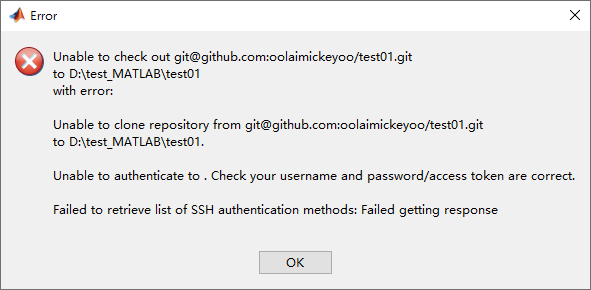 Error
Unable to check out git@github.com:oolaimickeyoo/test01.git
to D:\test_MATLAB\test01
with error:
Unable to clone repository from git@github.com:oolaimickeyoo/test01.git
to D:\test_MATLAB\test01.
Unable to authenticate to . Check your username and password/access token are correct.
Failed to retrieve list of SSH authentication methods: Failed getting response
OK